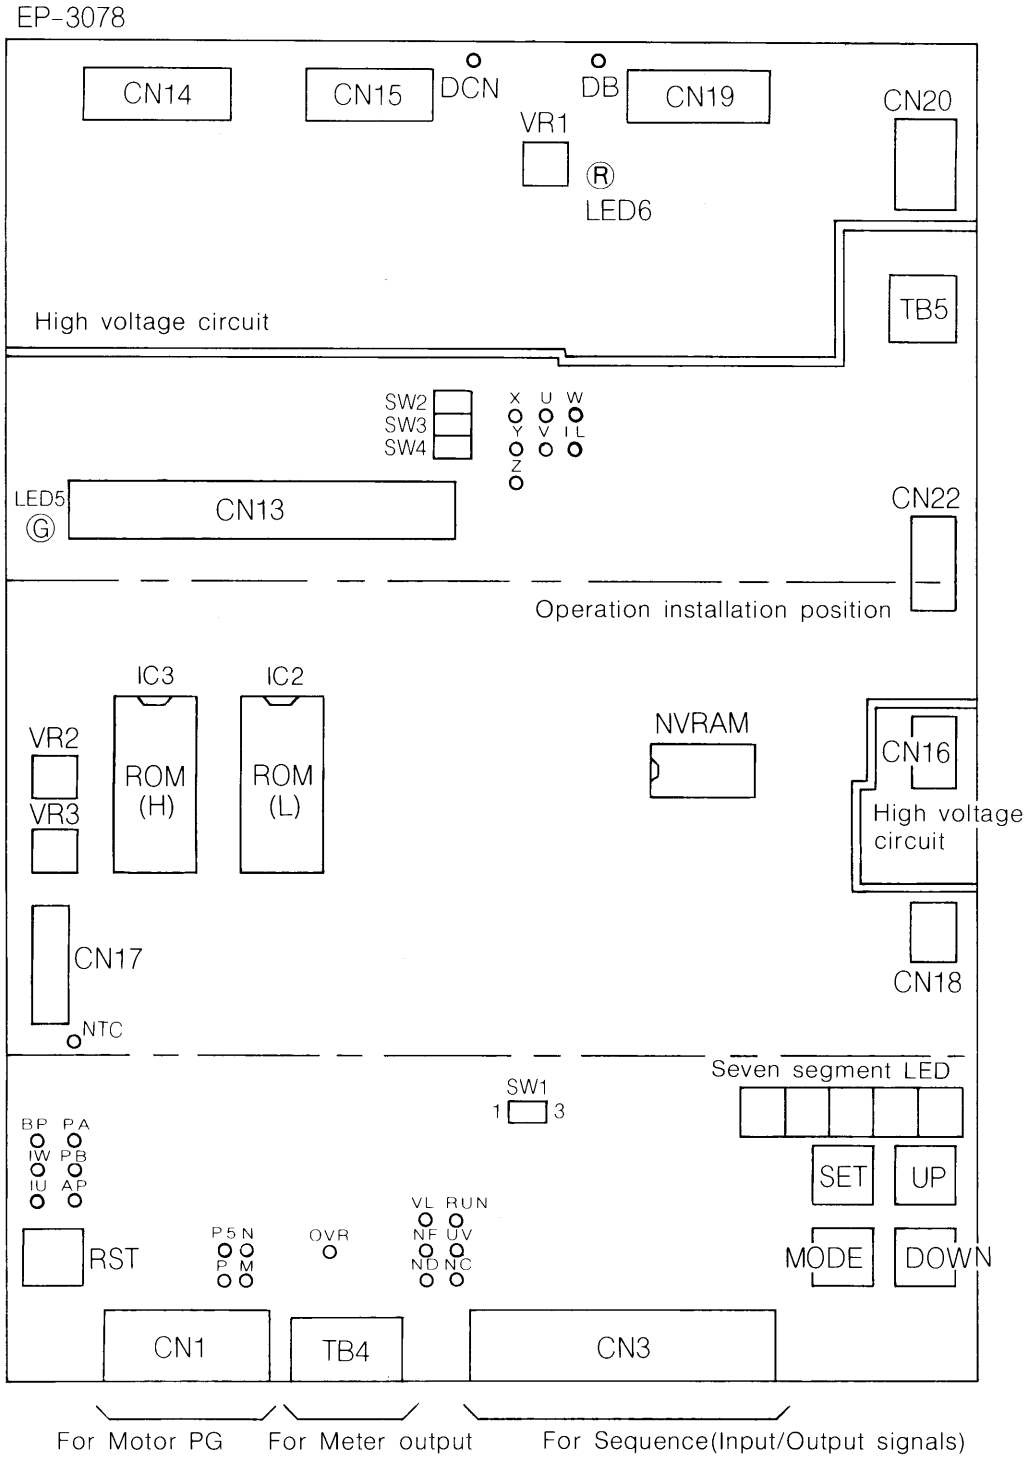 EP-3078
CN14
CN15
DCN
DB
CN19
CN20
VR1
R
LED6
TB5
High voltage circuit
SW2
SW3
SW4
X U W
Y V IL
Z
LED5
G
CN13
CN22
Operation installation position
IC3
IC2
ROM
(H)
ROM
(L)
NVRAM
VR2
VR3
CN16
High voltage
circuit
CN17
CN18
NTC
Seven segment LED
SW1
1
3
BP PA
IW PB
IU AP
SET
UP
VL RUN
NF UV
ND NC
P5 N
P M
OVR
RST
MODE
DOWN
CN1
TB4
CN3
For Motor PG
For Meter output
For Sequence(Input/Output signals)